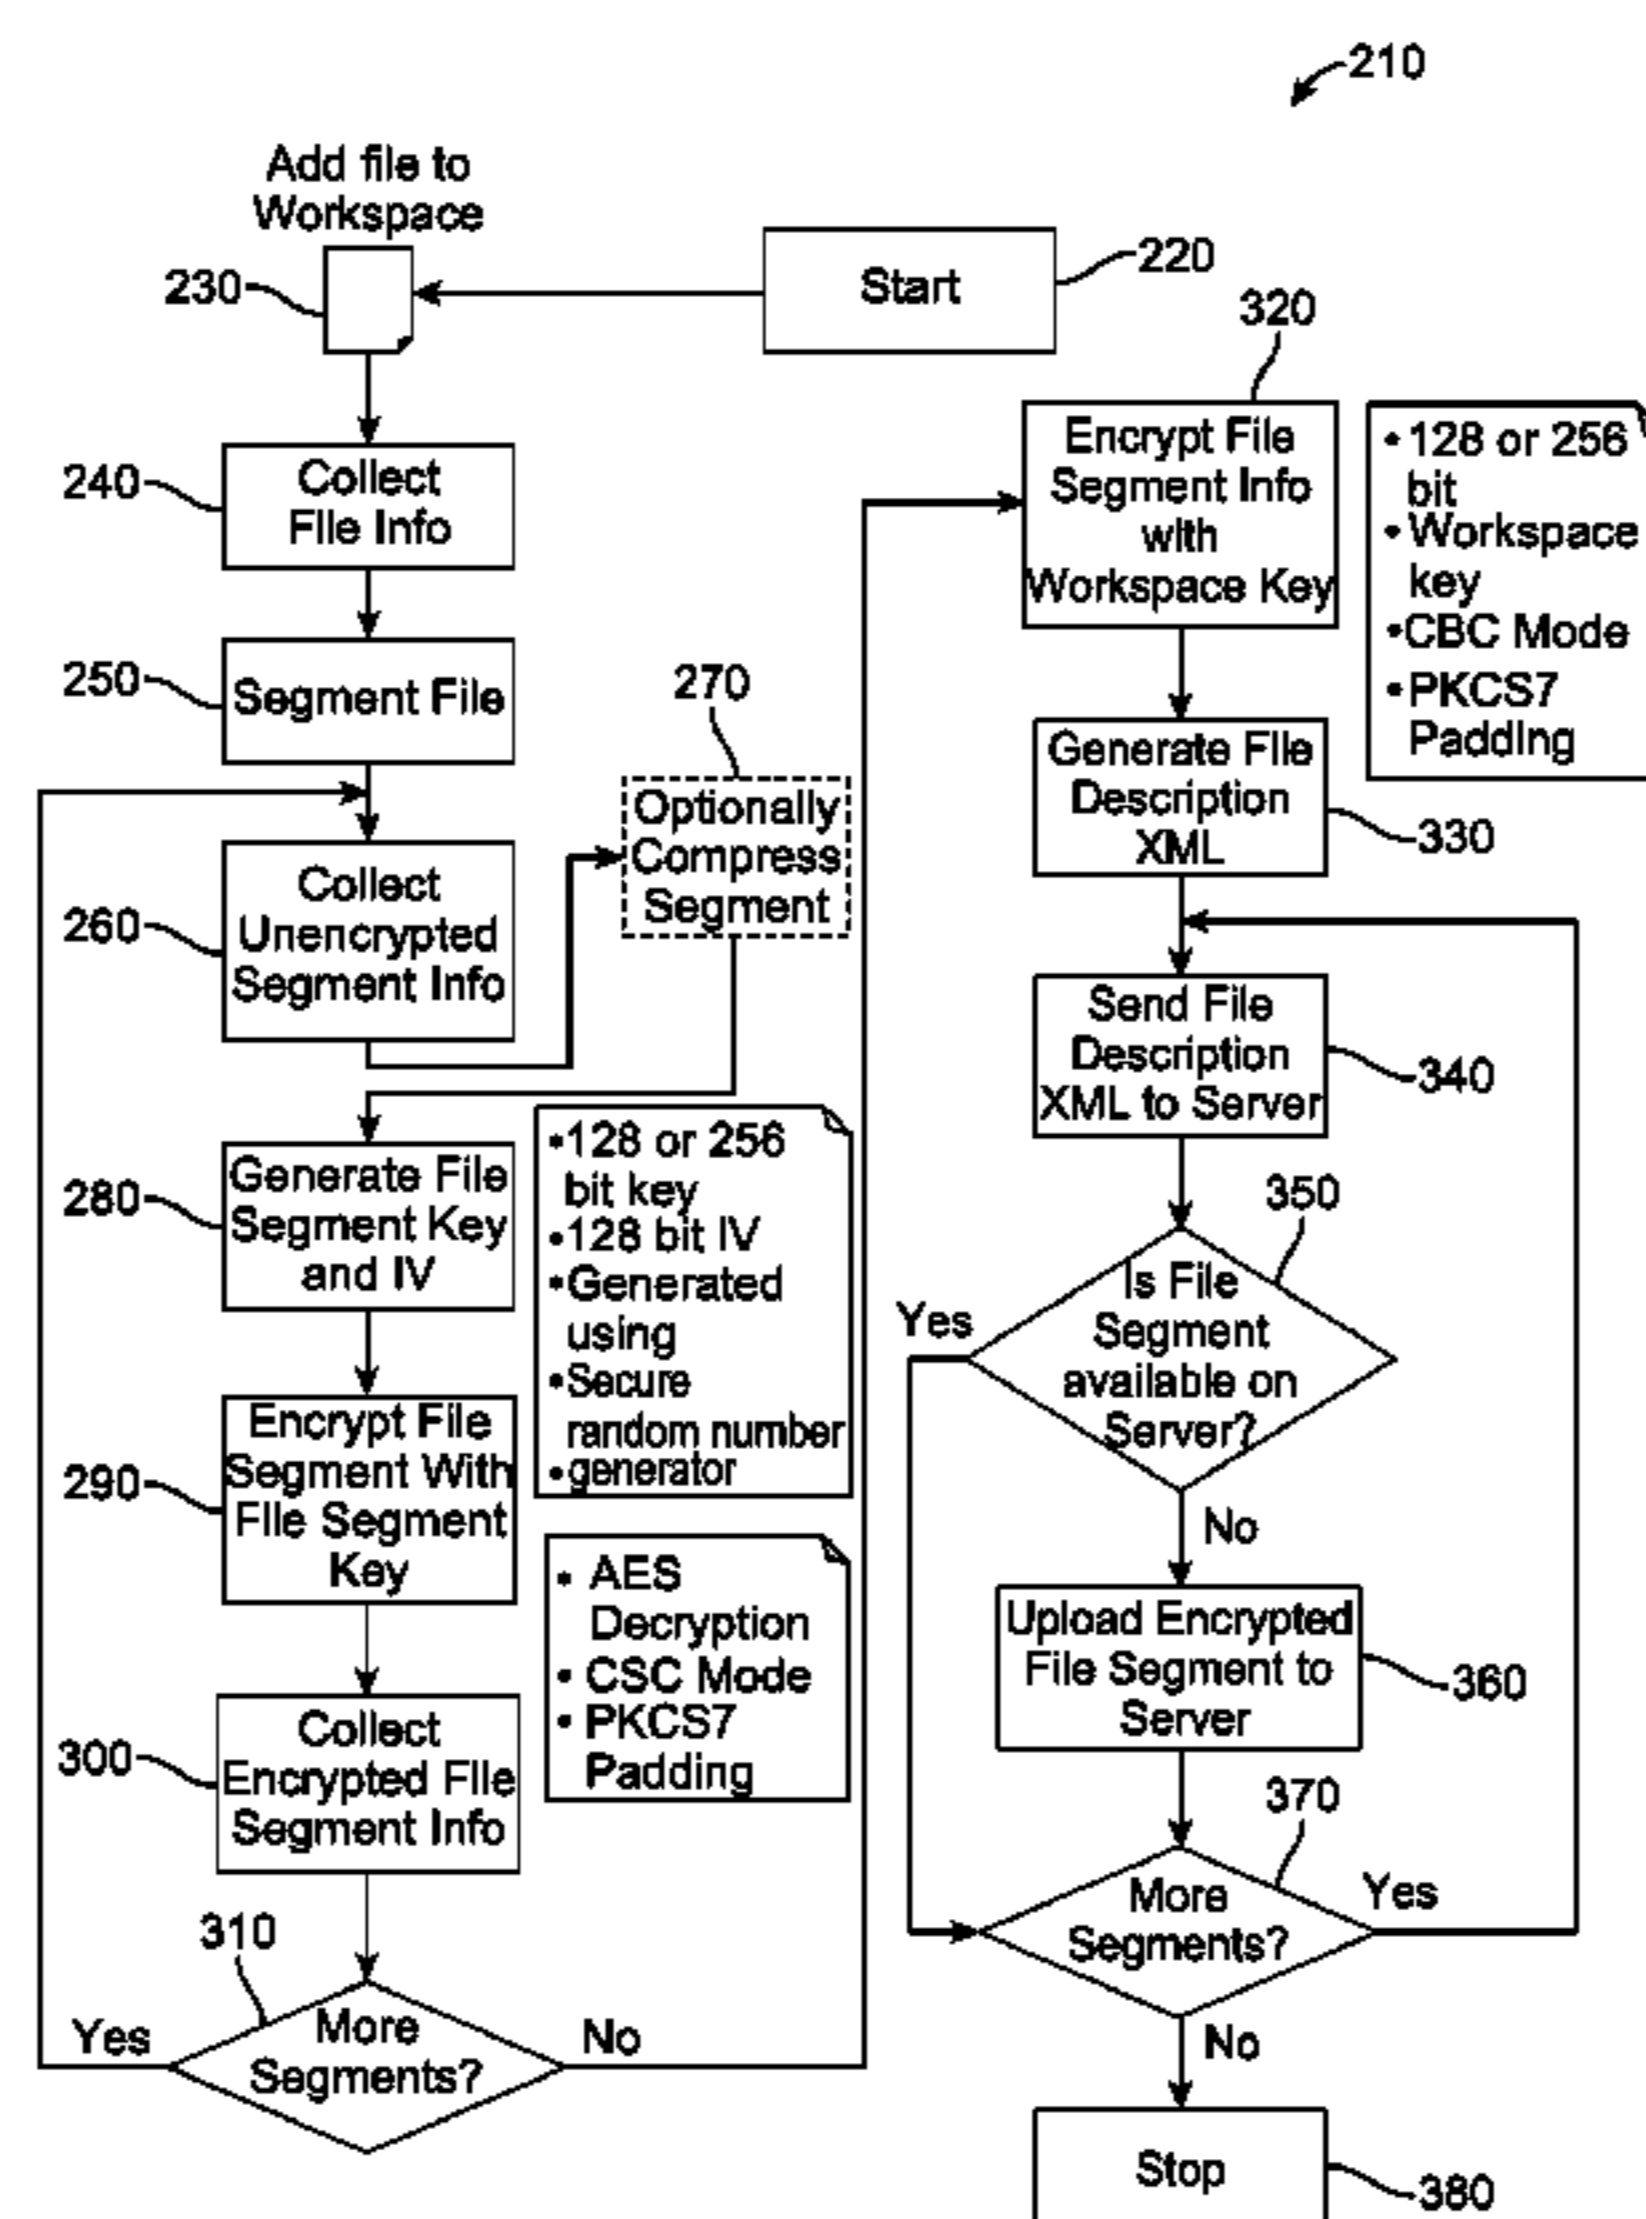 210
Add file to
Workspace
230
Start
220
240
Collect
File Info
250
Segment File
260
Collect
Unencrypted
Segment Info
270
Optionally
Compress
Segment
280
Generate File
Segment Key
and IV
•128 or 256
bit key
•128 bit IV
•Generated
using
•Secure
random number
•generator
290
Encrypt File
Segment With
File Segment
Key
• AES
Decryption
• CSC Mode
• PKCS7
Padding
300
Collect
Encrypted File
Segment Info
310
More
Segments?
Yes
No
320
Encrypt File
Segment Info
with
Workspace Key
• 128 or 256
bit
• Workspace
key
•CBC Mode
• PKCS7
Padding
Generate File
Description
XML
330
Send File
Description
XML to Server
340
350
Is File
Segment
available on
Server?
Yes
No
Upload Encrypted
File Segment to
Server
360
370
More
Segments?
Yes
No
Stop
380